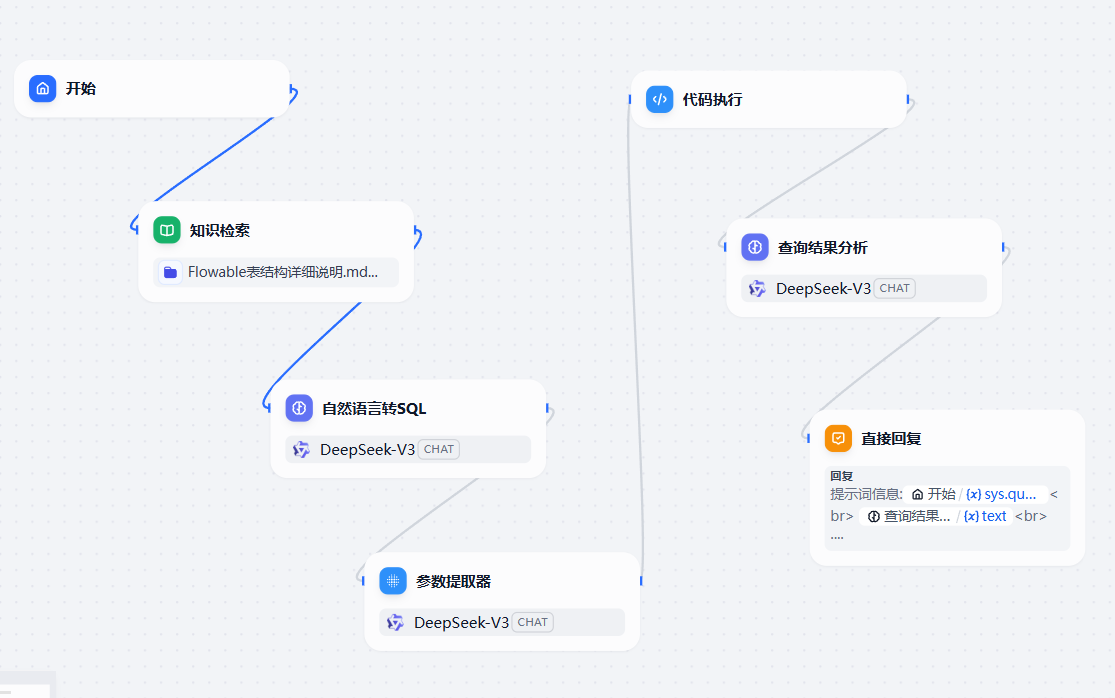 开始
知识检索
Flowable表结构详细说明.md...
自然语言转SQL
DeepSeek-V3 CHAT
参数提取器
DeepSeek-V3 CHAT
代码执行
查询结果分析
DeepSeek-V3 CHAT
直接回复
回复
提示词信息: 开始 / {x} sys.qu... <
br> 查询结果... / {x} text <br>
....